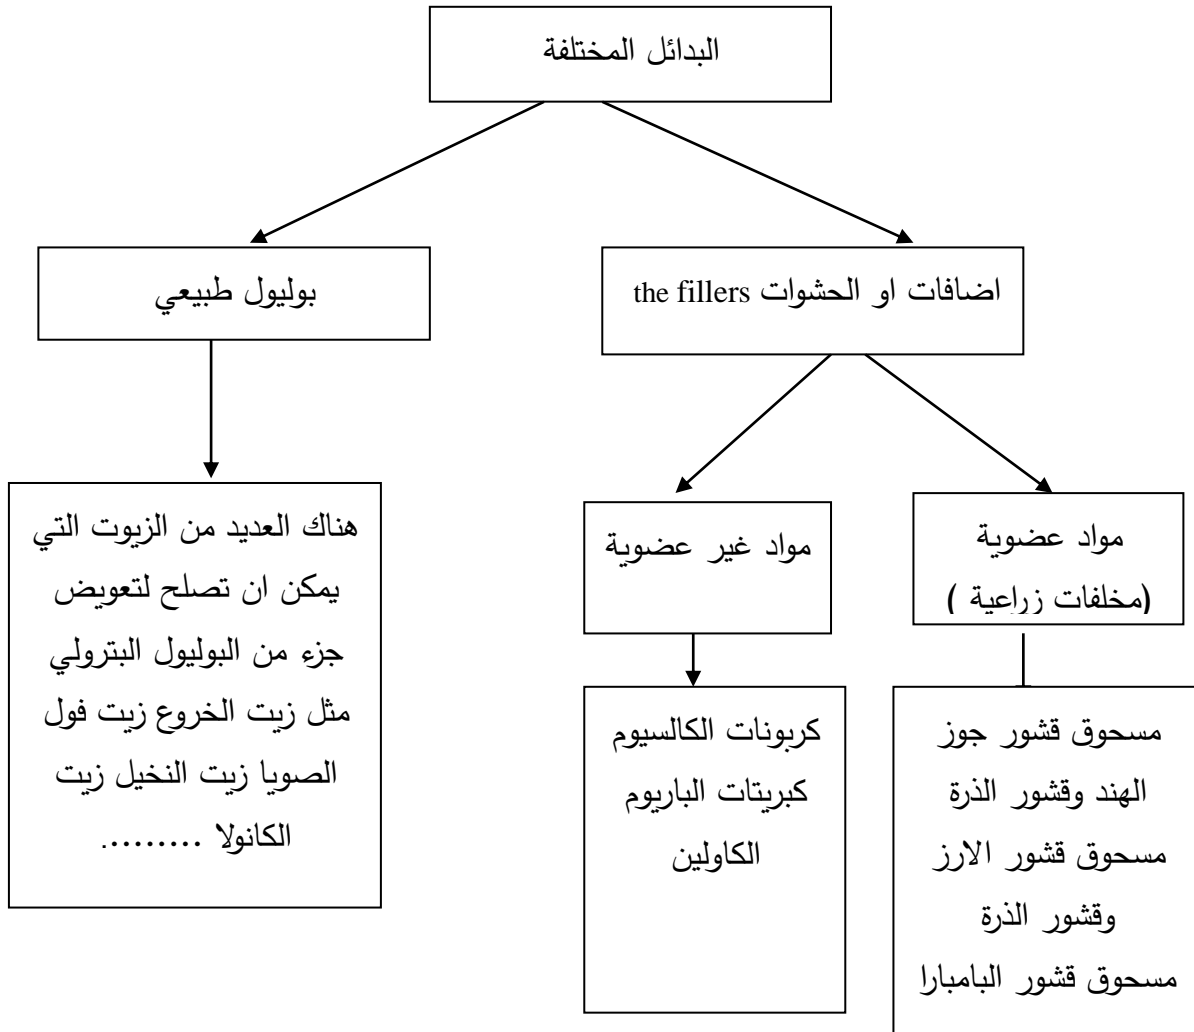 البدائل المختلفة
اضافات او الحشوات the fillers
بوليول طبيعي
مواد عضوية
(مخلفات زراعية )
مواد غير عضوية
هناك العديد من الزيوت التي
يمكن ان تصلح لتعويض
جزء من البوليول البترولي
مثل زيت الخروع زيت فول
الصويا زيت النخيل زيت
الكانولا .........
مسحوق قشور جوز
الهند وقشور الذرة
مسحوق قشور الارز
وقشور الذرة
مسحوق قشور البامبارا
كربونات الكالسيوم
كبريتات الباريوم
الكاولين